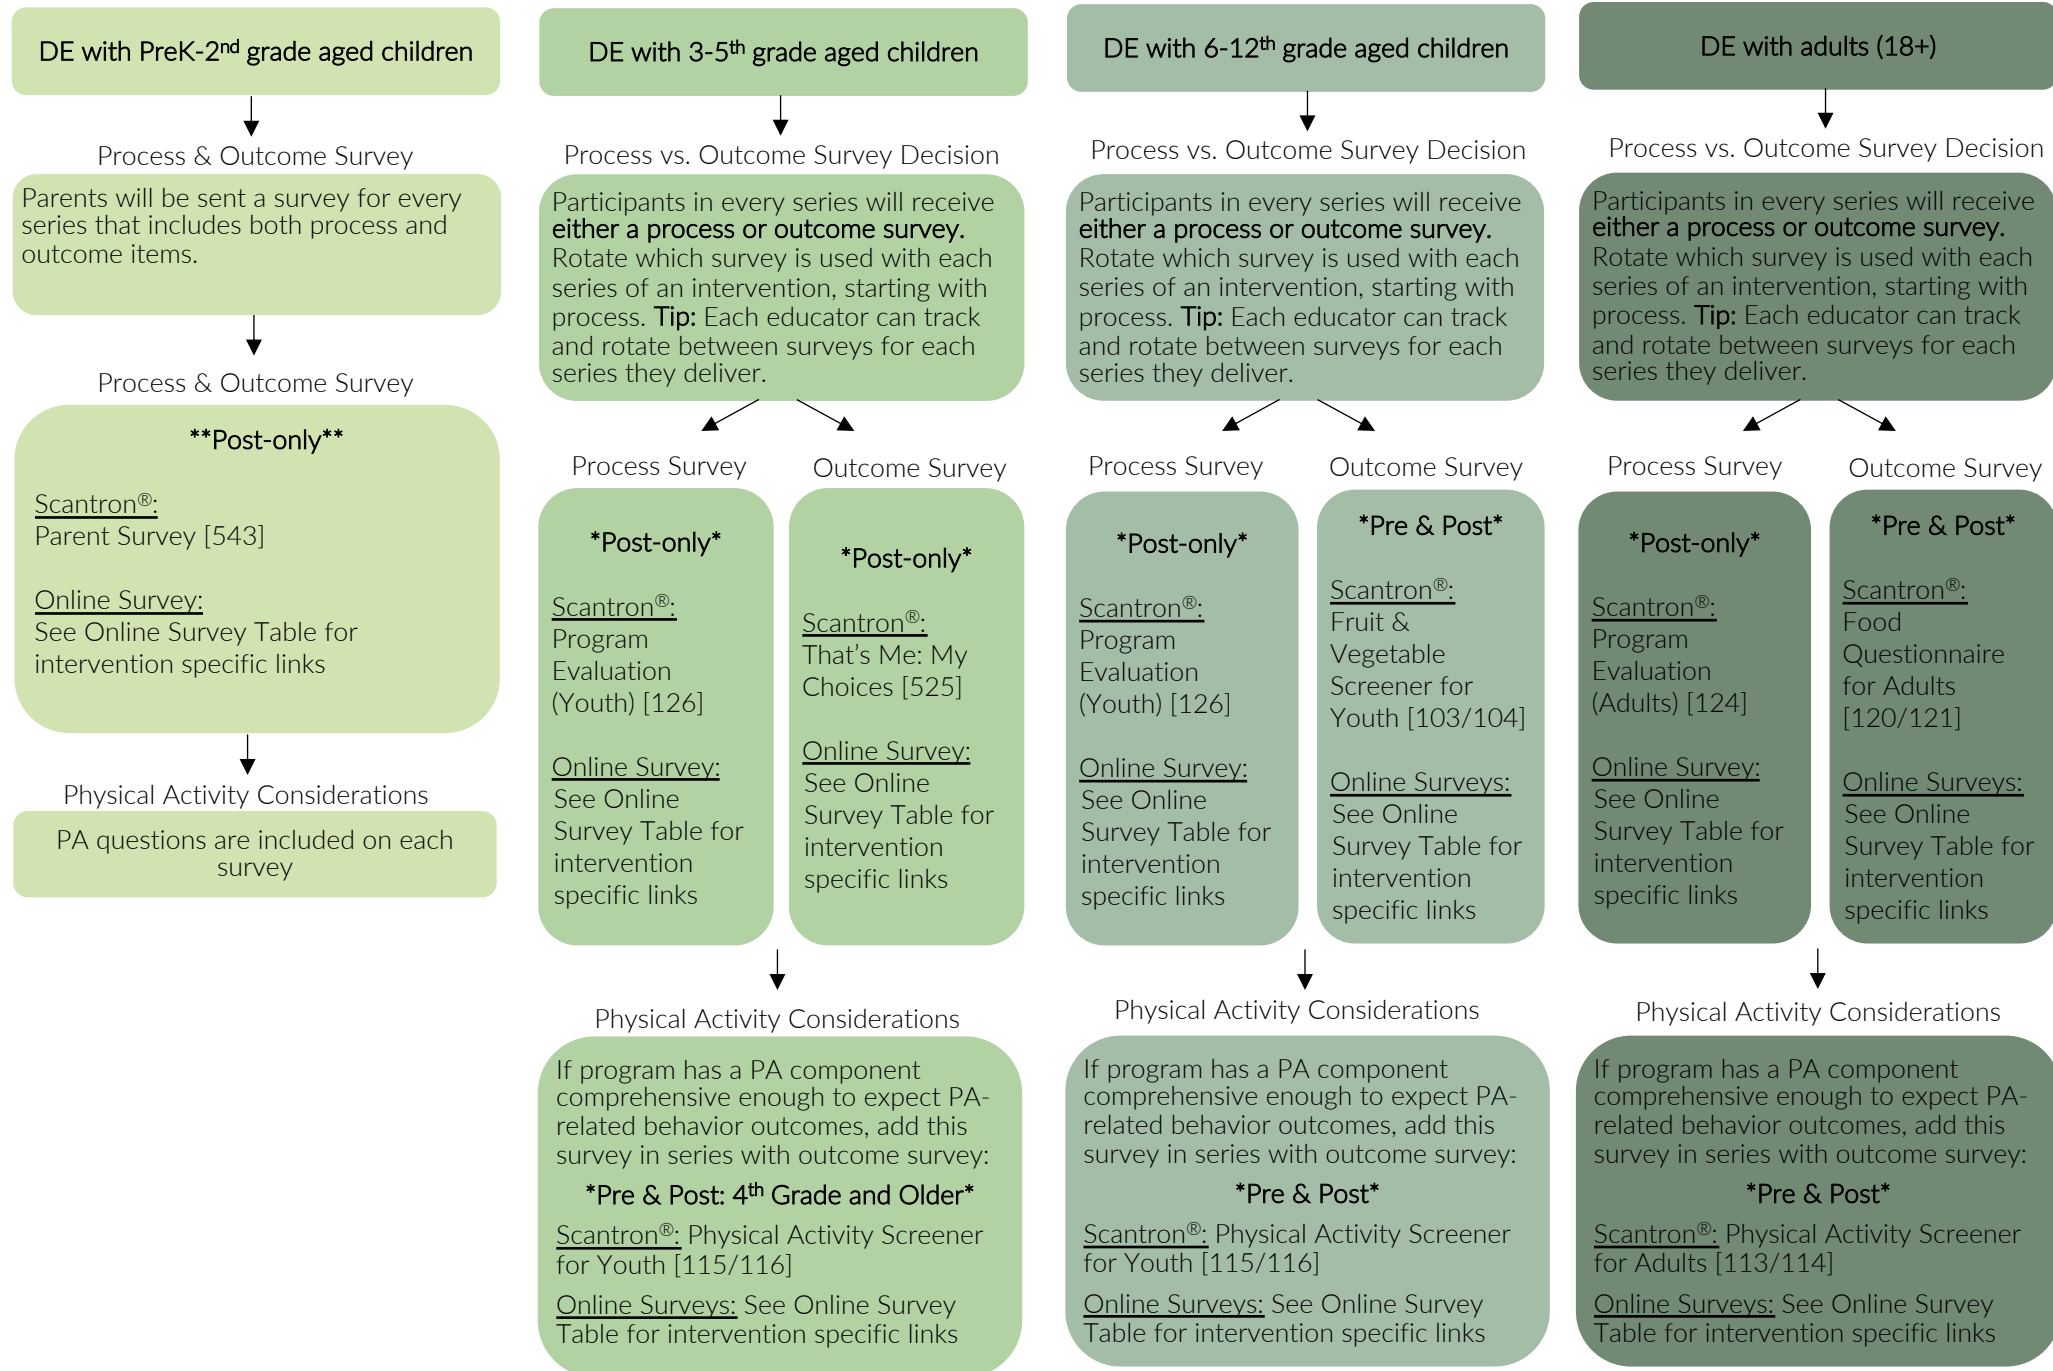 DE with PreK-2nd grade aged children
Process & Outcome Survey
Parents will be sent a survey for every
series that includes both process and
outcome items.
Process & Outcome Survey
**Post-only**
Scantron®:
Parent Survey [543]
Online Survey:
See Online Survey Table for
intervention specific links
Physical Activity Considerations
PA questions are included on each
survey
DE with 3-5th grade aged children
Process vs. Outcome Survey Decision
Participants in every series will receive
either a process or outcome survey.
Rotate which survey is used with each
series of an intervention, starting with
process. Tip: Each educator can track
and rotate between surveys for each
series they deliver.
Process Survey
*Post-only*
Scantron®:
Program
Evaluation
(Youth) [126]
Online Survey:
See Online
Survey Table for
intervention
specific links
Outcome Survey
*Post-only*
Scantron®:
That's Me: My
Choices [525]
Online Survey:
See Online
Survey Table for
intervention
specific links
Physical Activity Considerations
If program has a PA component
comprehensive enough to expect PA-
related behavior outcomes, add this
survey in series with outcome survey:
*Pre & Post: 4th Grade and Older*
Scantron®: Physical Activity Screener
for Youth [115/116]
Online Surveys: See Online Survey
Table for intervention specific links
DE with 6-12th grade aged children
Process vs. Outcome Survey Decision
Participants in every series will receive
either a process or outcome survey.
Rotate which survey is used with each
series of an intervention, starting with
process. Tip: Each educator can track
and rotate between surveys for each
series they deliver.
Process Survey
*Post-only*
Scantron®:
Program
Evaluation
(Youth) [126]
Online Survey:
See Online
Survey Table for
intervention
specific links
Outcome Survey
*Pre & Post*
Scantron®:
Fruit &
Vegetable
Screener for
Youth [103/104]
Online Surveys:
See Online
Survey Table for
intervention
specific links
Physical Activity Considerations
If program has a PA component
comprehensive enough to expect PA-
related behavior outcomes, add this
survey in series with outcome survey:
*Pre & Post*
Scantron®: Physical Activity Screener
for Youth [115/116]
Online Surveys: See Online Survey
Table for intervention specific links
DE with adults (18+)
Process vs. Outcome Survey Decision
Participants in every series will receive
either a process or outcome survey.
Rotate which survey is used with each
series of an intervention, starting with
process. Tip: Each educator can track
and rotate between surveys for each
series they deliver.
Process Survey
*Post-only*
Scantron®:
Program
Evaluation
(Adults) [124]
Online Survey:
See Online
Survey Table for
intervention
specific links
Outcome Survey
*Pre & Post*
Scantron®:
Food
Questionnaire
for Adults
[120/121]
Online Surveys:
See Online
Survey Table for
intervention
specific links
Physical Activity Considerations
If program has a PA component
comprehensive enough to expect PA-
related behavior outcomes, add this
survey in series with outcome survey:
*Pre & Post*
Scantron®: Physical Activity Screener
for Adults [113/114]
Online Surveys: See Online Survey
Table for intervention specific links